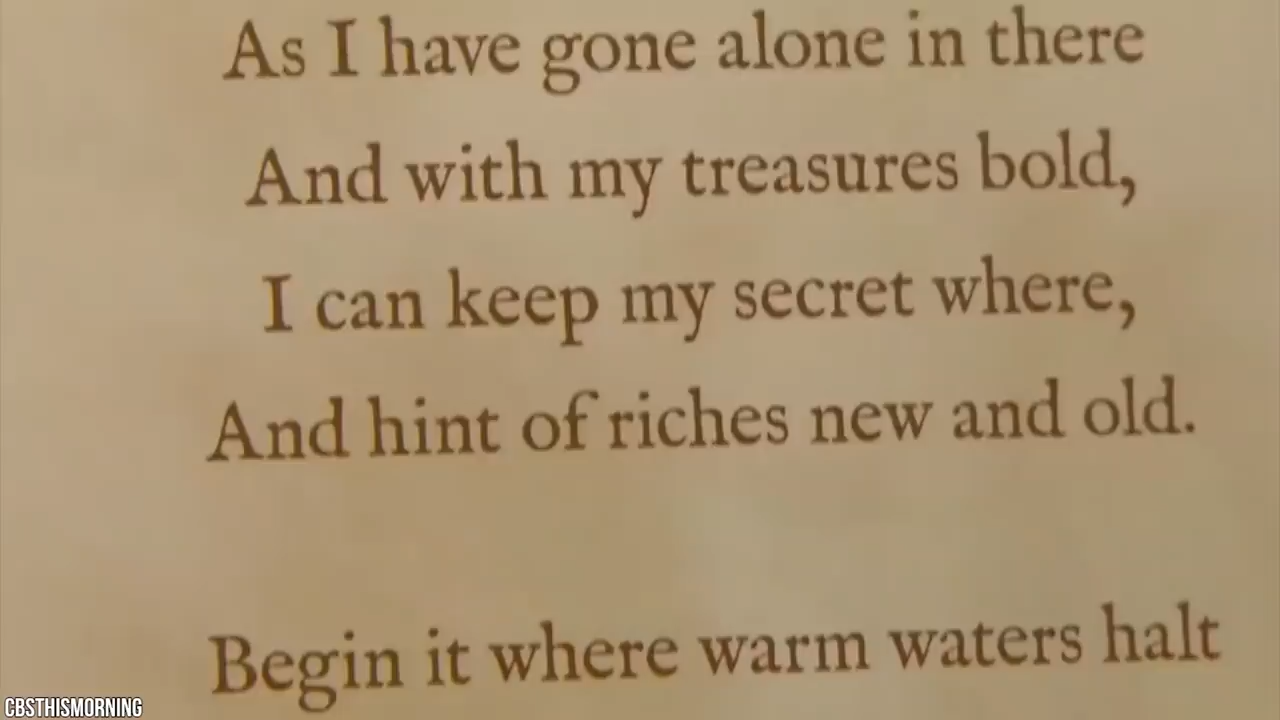 As I have gone alone in there
And with my treasures bold,
I can keep my secret where,
And hint of riches new and old.
Begin it where warm waters halt
CBSTHISMORNING